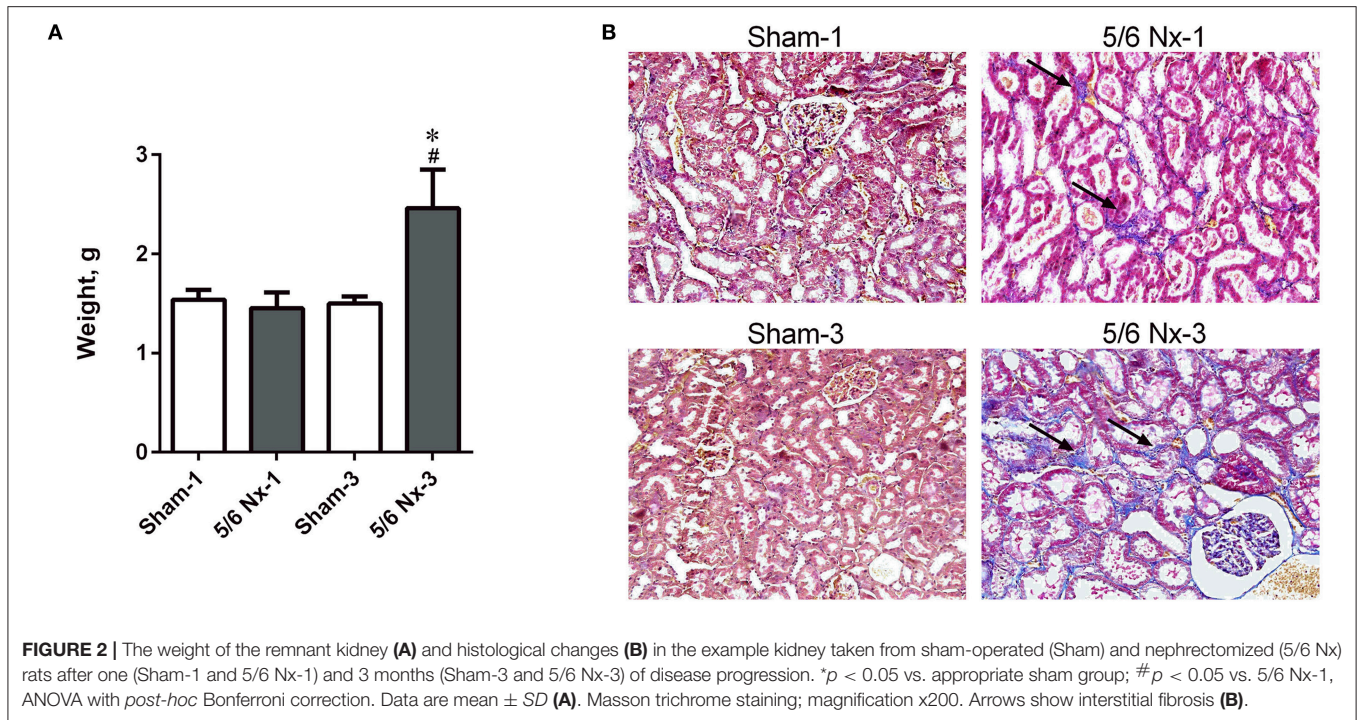 A
B
Sham-1
5/6 Nx-1
*
#
3
2
1
0
Weight, g
Sham-1
5/6 Nx-1
Sham-3
5/6 Nx-3
Sham-3
5/6 Nx-3
FIGURE 2 | The weight of the remnant kidney (A) and histological changes (B) in the example kidney taken from sham-operated (Sham) and nephrectomized (5/6 Nx)
rats after one (Sham-1 and 5/6 Nx-1) and 3 months (Sham-3 and 5/6 Nx-3) of disease progression. *p < 0.05 vs. appropriate sham group; #p < 0.05 vs. 5/6 Nx-1,
ANOVA with post-hoc Bonferroni correction. Data are mean ± SD (A). Masson trichrome staining; magnification x200. Arrows show interstitial fibrosis (B).